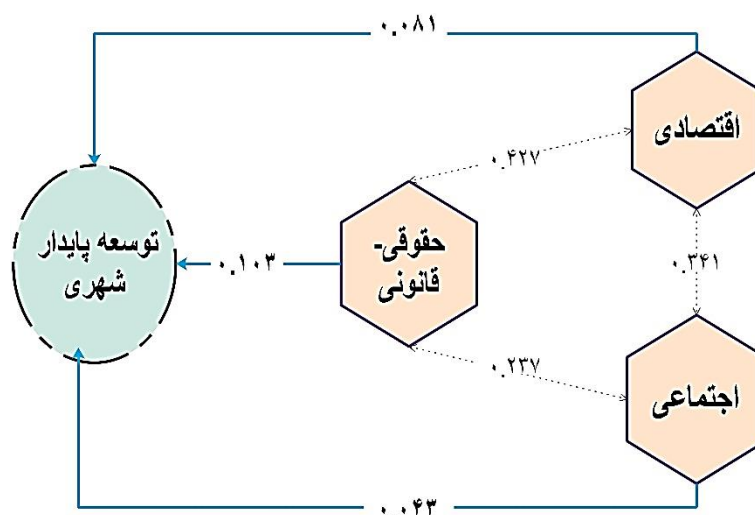 ۰.۰۸۱
اقتصادی
۰.۴۲۷
توسعه پایدار
شهری
۰.۱۰۳
حقوقی-
قانونی
۰.۳۴۱
۰.۲۳۷
اجتماعی
۰.۰۴۳